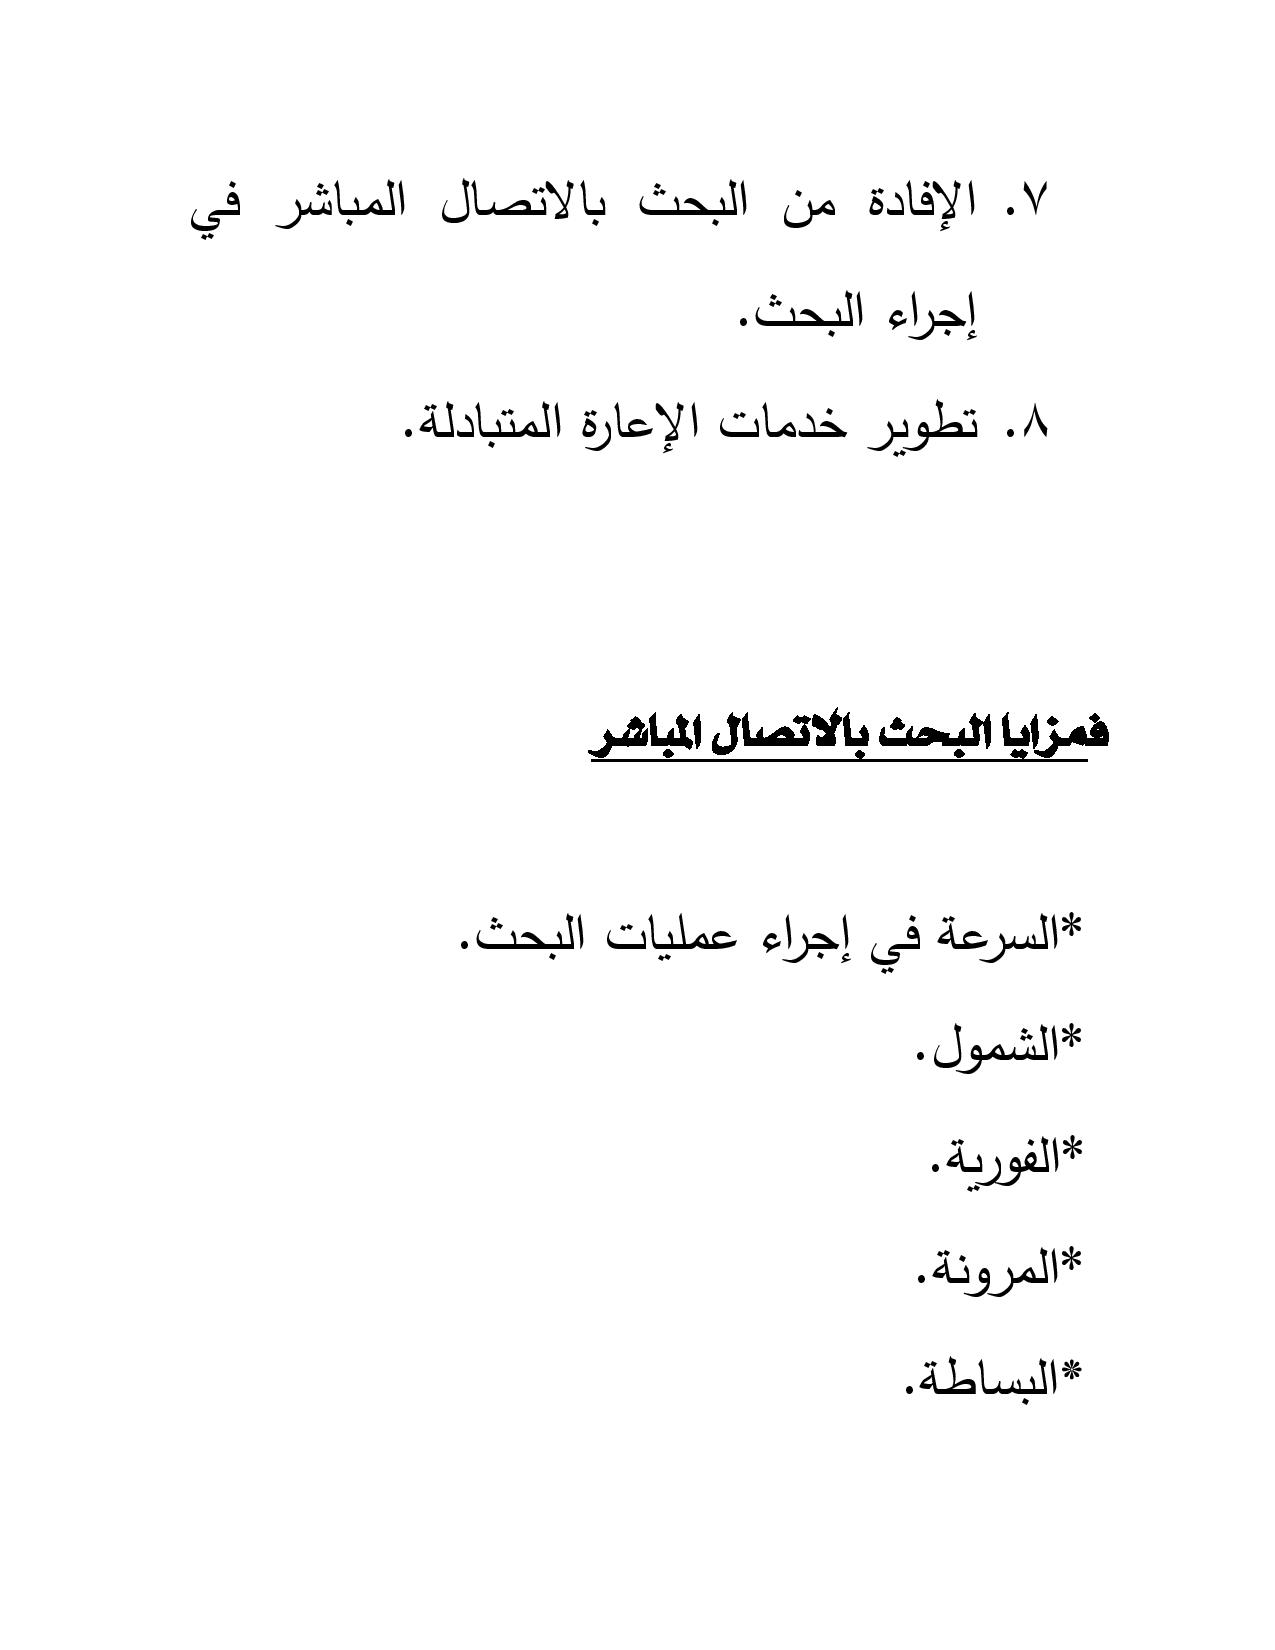 ٧. الإفادة من البحث بالاتصال المباشر في
إجراء البحث.
٨. تطوير خدمات الإعارة المتبادلة.
فمزايا البحث بالاتصال المباشر
*السرعة في إجراء عمليات البحث.
*الشمول.
*الفورية.
*المرونة.
*البساطة.